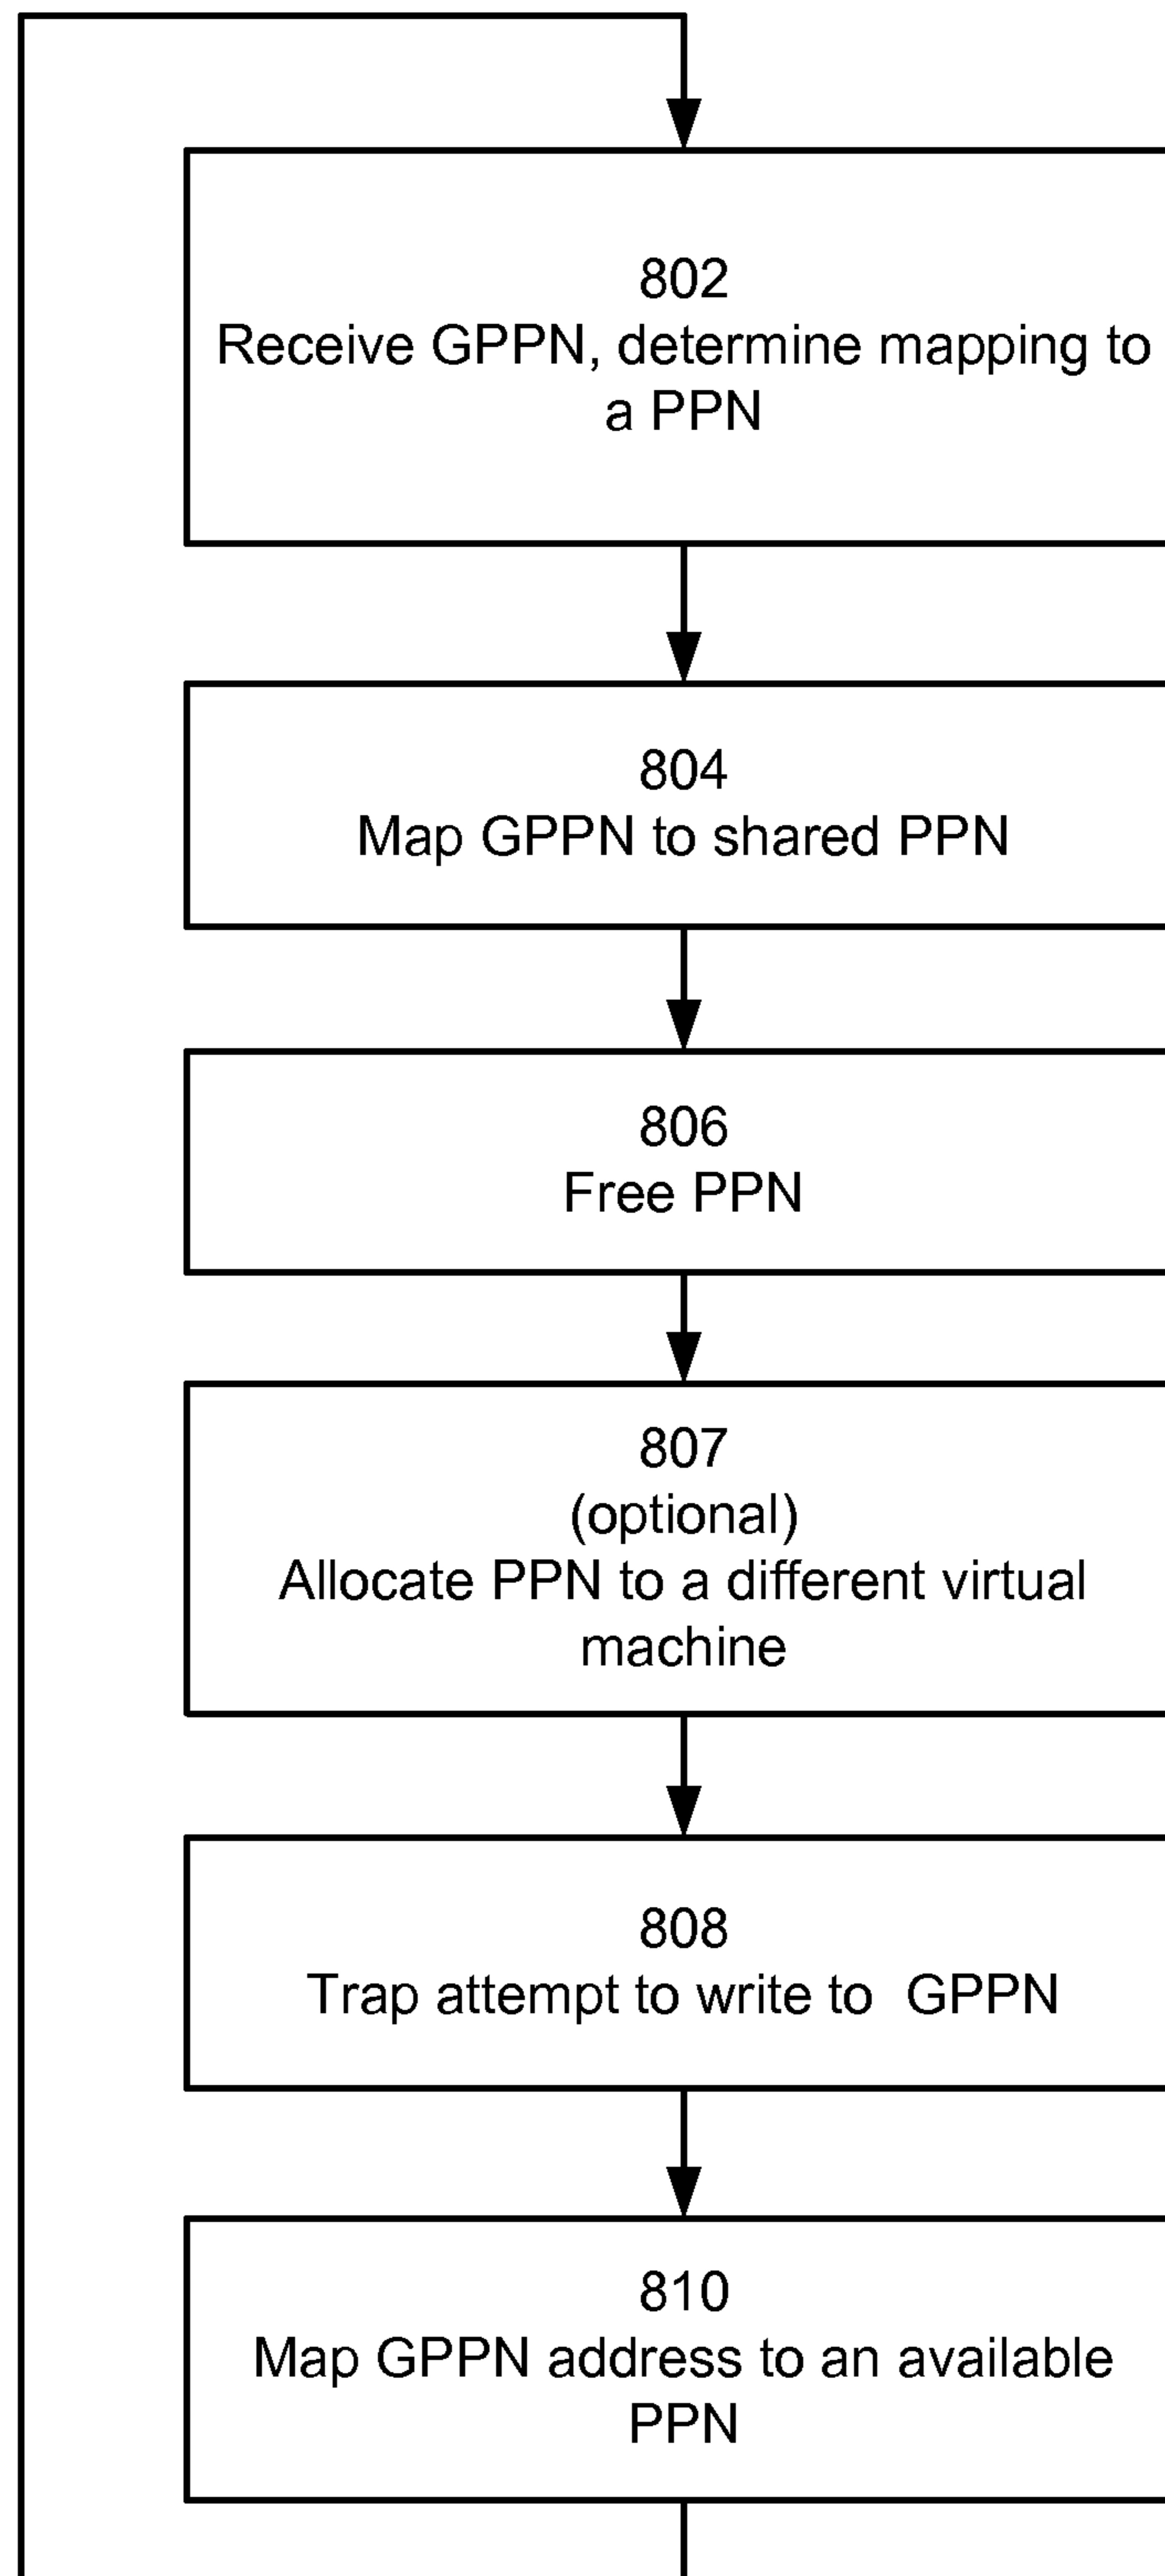 802
Receive GPPN, determine mapping to
a PPN
804
Map GPPN to shared PPN
806
Free PPN
807
(optional)
Allocate PPN to a different virtual
machine
808
Trap attempt to write to  GPPN
810
Map GPPN address to an available
PPN